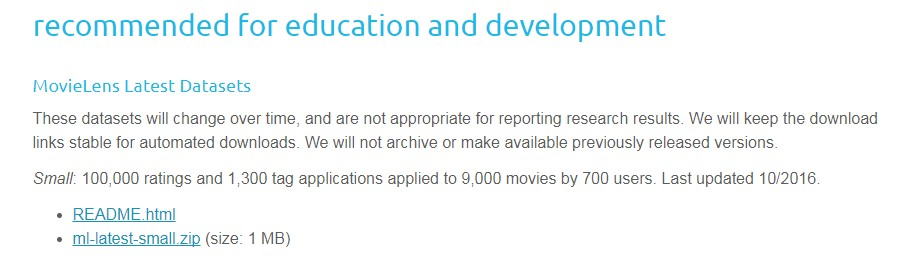 recommended for education and development
MovieLens Latest Datasets
These datasets will change over time, and are not appropriate for reporting research results. We will keep the download
links stable for automated downloads. We will not archive or make available previously released versions.
Small: 100,000 ratings and 1,300 tag applications applied to 9,000 movies by 700 users. Last updated 10/2016.
• README.html
• ml-latest-small.zip (size: 1 MB)